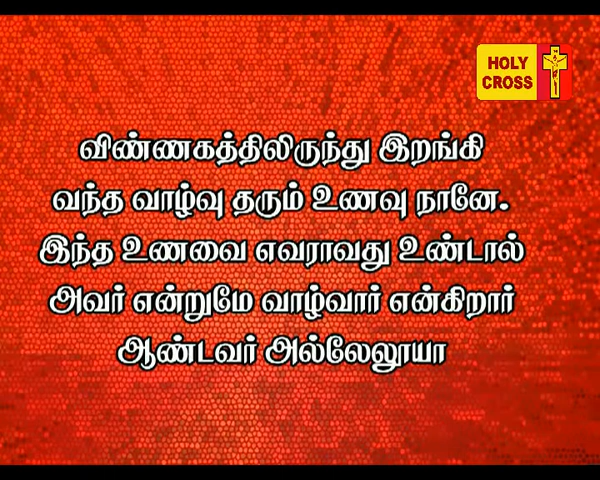 HOLY
CROSS
விண்ணகத்திலிருந்து இறங்கி
வந்த வாழ்வு தரும் உணவு நானே.
இந்த உணவை எவராவது உண்டால்
அவர் என்றுமே வாழ்வார் என்கிறார்
ஆண்டவர் அல்லேலூயா